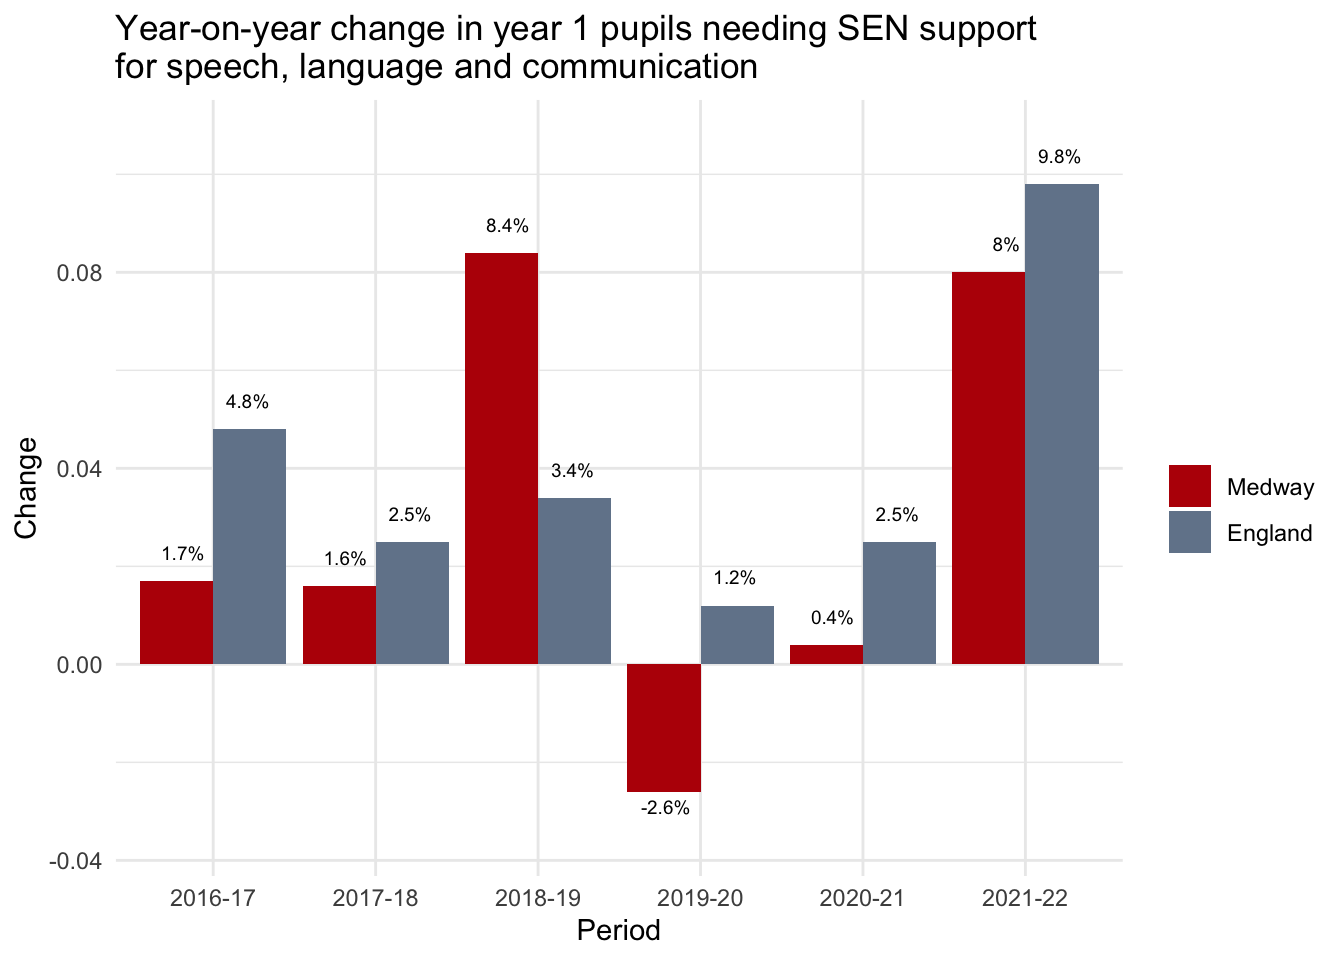 Year-on-year change in year 1 pupils needing SEN support
for speech, language and communication
9.8%
8.4%
8%
0.08
4.8%
3.4%
0.04
2.5%
2.5%
1.7%
1.6%
1.2%
0.4%
0.00
-2.6%
-0.04
Change
2016-17 2017-18 2018-19 2019-20 2020-21 2021-22
Period
Medway
England